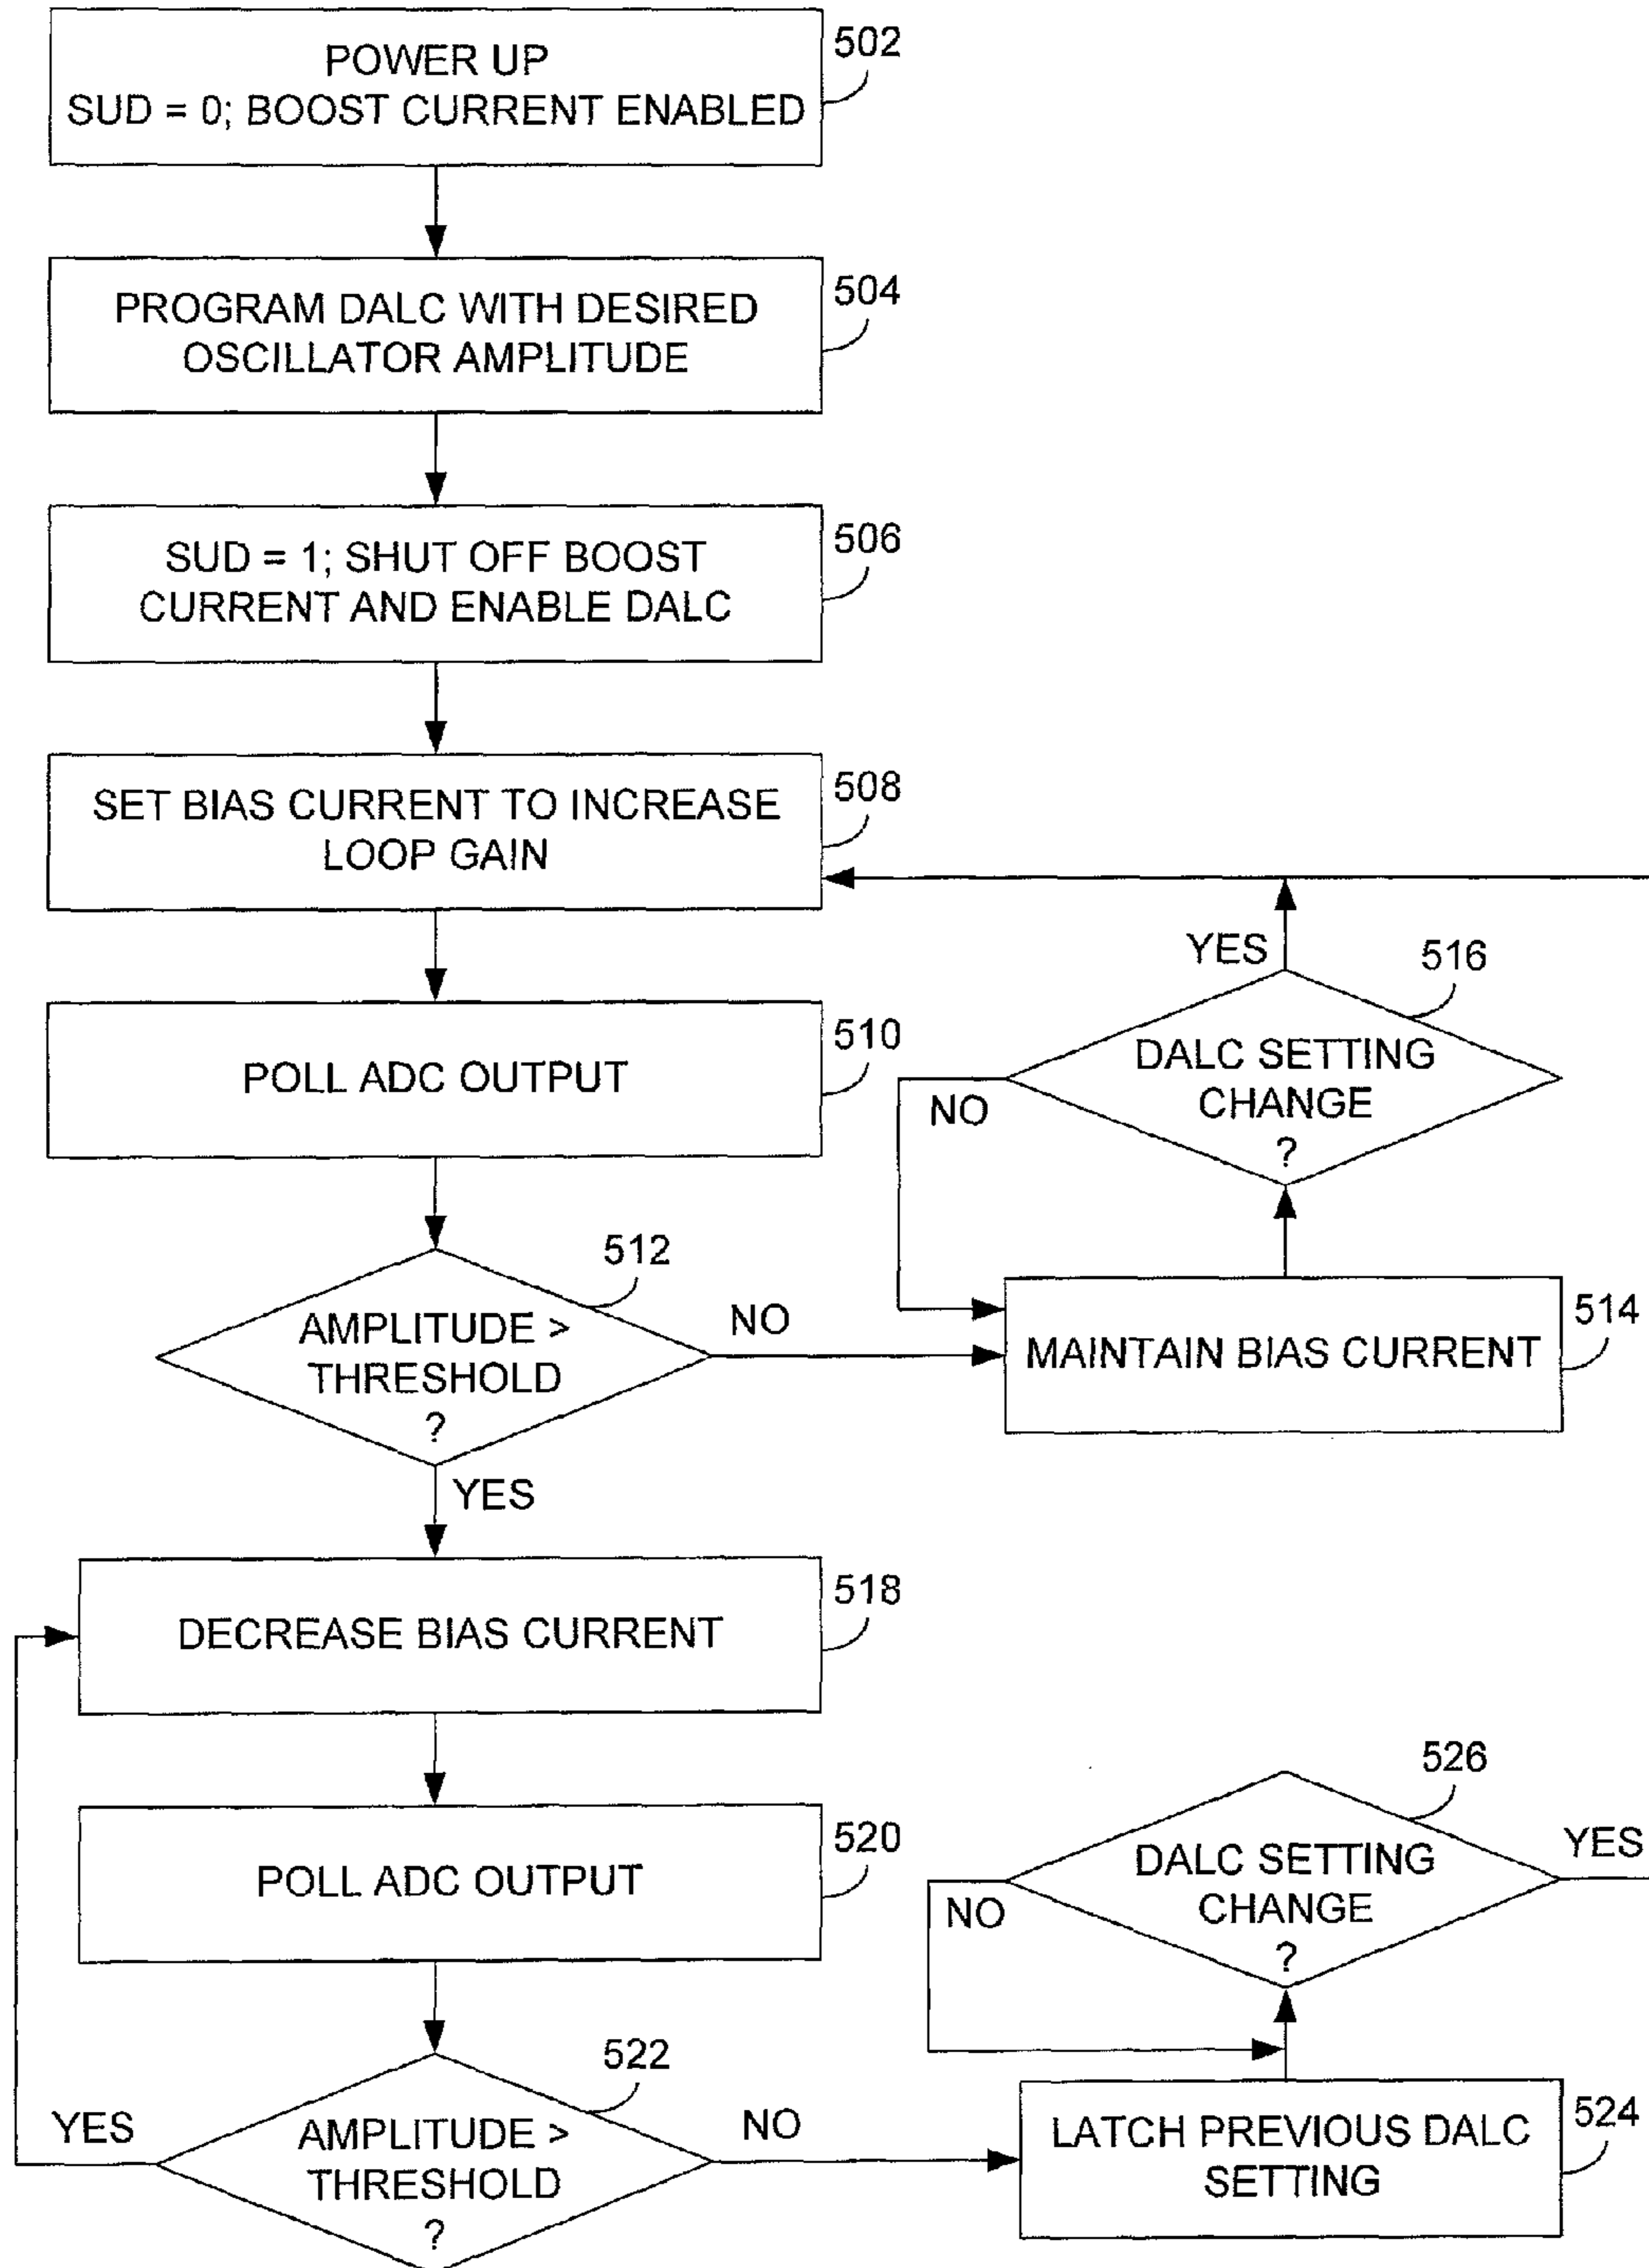 POWER UP
SUD = 0; BOOST CURRENT ENABLED
502
PROGRAM DALC WITH DESIRED
OSCILLATOR AMPLITUDE
504
SUD = 1; SHUT OFF BOOST
CURRENT AND ENABLE DALC
506
SET BIAS CURRENT TO INCREASE
LOOP GAIN
508
POLL ADC OUTPUT
510
YES
516
DALC SETTING
CHANGE
?
NO
512
AMPLITUDE >
THRESHOLD
?
NO
YES
MAINTAIN BIAS CURRENT
514
DECREASE BIAS CURRENT
518
POLL ADC OUTPUT
520
526
DALC SETTING
CHANGE
?
YES
NO
522
AMPLITUDE >
THRESHOLD
?
YES
NO
LATCH PREVIOUS DALC
SETTING
524